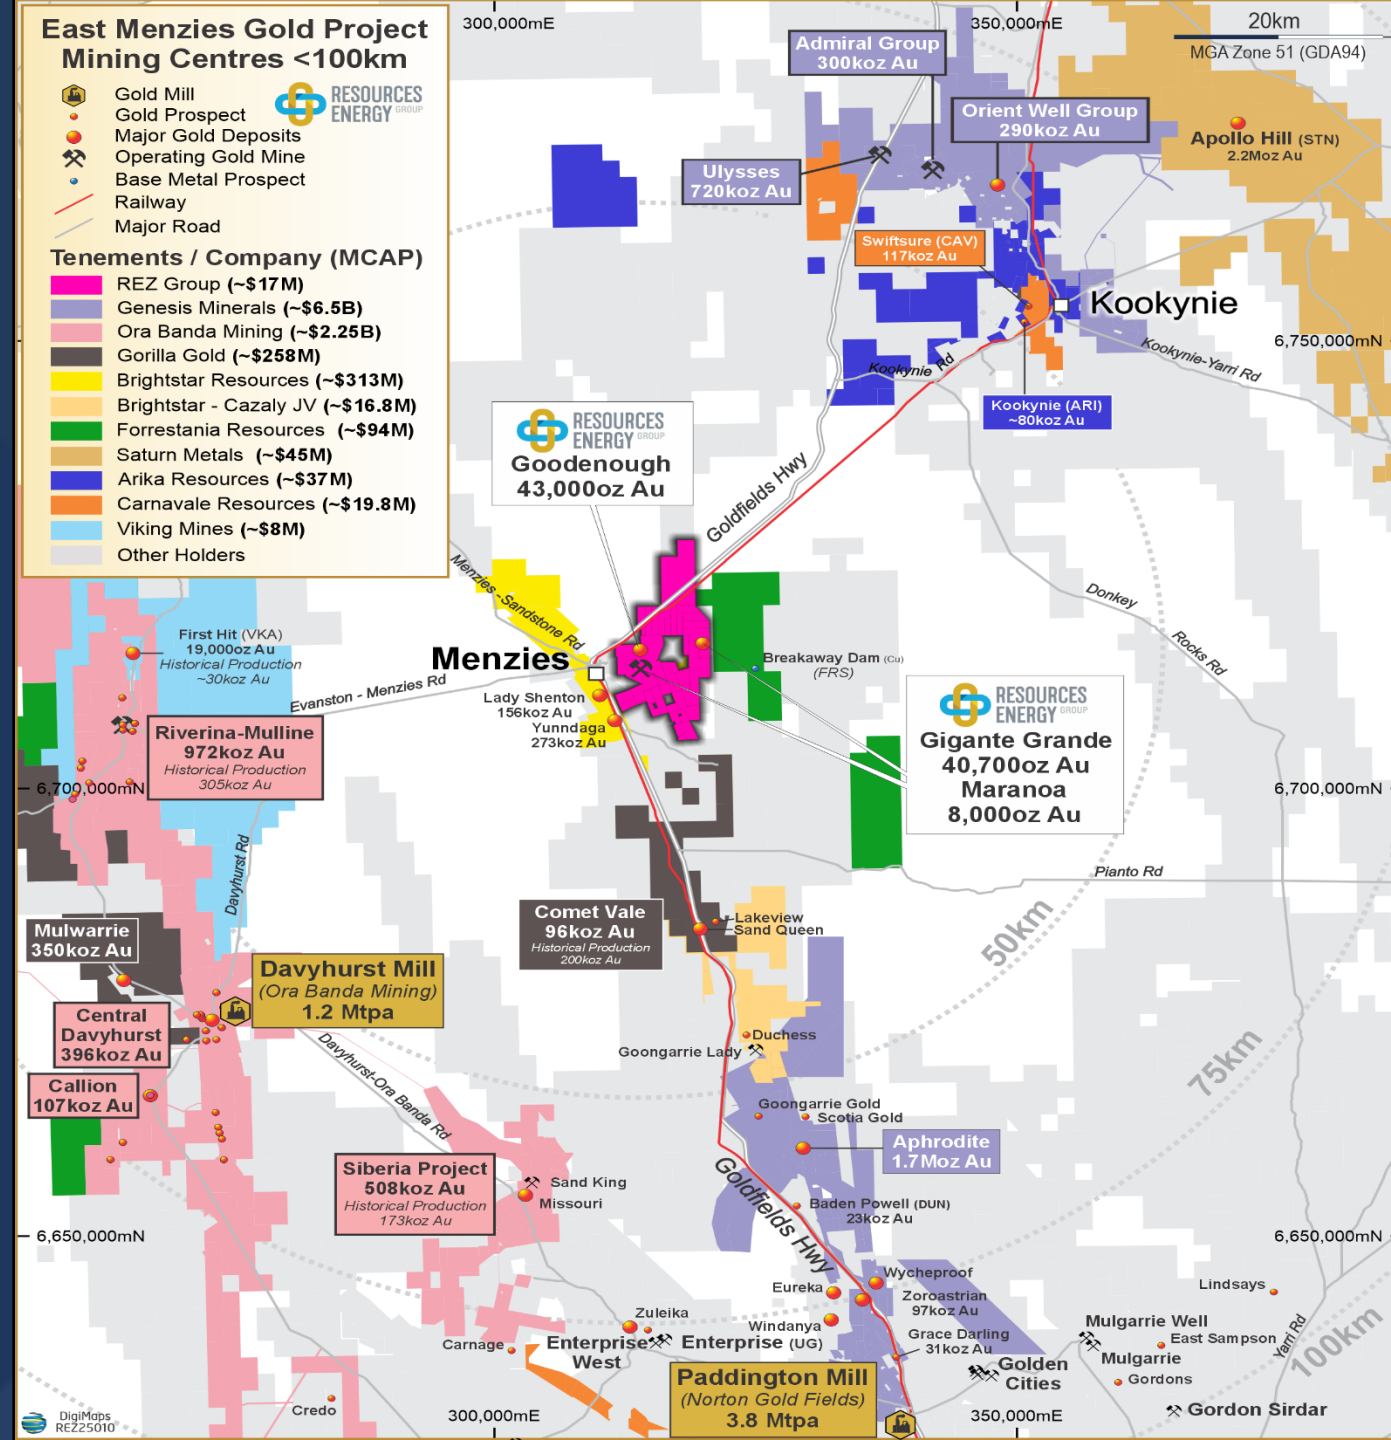 East Menzies Gold Project
Mining Centres <100km
Gold Mill
Gold Prospect
Major Gold Deposits
Operating Gold Mine
Base Metal Prospect
Railway
Major Road
RESOURCES
ENERGY GROUP
Tenements / Company (MCAP)
REZ Group (~$17M)
Genesis Minerals (~$6.5B)
Ora Banda Mining (~$2.25B)
Gorilla Gold (~$258M)
Brightstar Resources (~$313M)
Brightstar - Cazaly JV (~$16.8M)
Forrestania Resources (~$94M)
Saturn Metals (~$45M)
Arika Resources (~$37M)
Carnavale Resources (~$19.8M)
Viking Mines (~$8M)
Other Holders
300,000mE
350,000mE
20km
MGA Zone 51 (GDA94)
Admiral Group
300koz Au
Orient Well Group
290koz Au
Apollo Hill (STN)
2.2Moz Au
Ulysses
720koz Au
Swiftsure (CAV)
117koz Au
Kookynie
6,750,000mN
Kookynie-Yarri Rd
Kookynie Rd
Kookynie (ARI)
~80koz Au
RESOURCES
ENERGY GROUP
Goodenough
43,000oz Au
Goldfields Hwy
Menzies-Sandstone Rd
Donkey
Rocks Rd
First Hit (VKA)
19,000oz Au
Historical Production
~30koz Au
Menzies
Evanston - Menzies Rd
Lady Shenton
156koz Au
Yunndaga
273koz Au
Breakaway Dam (Cu)
(FRS)
RESOURCES
ENERGY GROUP
Gigante Grande
40,700oz Au
Maranoa
8,000oz Au
Riverina-Mulline
972koz Au
Historical Production
305koz Au
6,700,000mN
6,700,000mN
Davyhurst Rd
Pianto Rd
50km
Comet Vale
96koz Au
Historical Production
200koz Au
Lakeview
Sand Queen
Mulwarrie
350koz Au
Davyhurst Mill
(Ora Banda Mining)
1.2 Mtpa
Central
Davyhurst
396koz Au
Callion
107koz Au
Davyhurst-Ora Banda Rd
Duchess
Goongarrie Lady
75km
Goongarrie Gold
Scotia Gold
Aphrodite
1.7Moz Au
Siberia Project
508koz Au
Historical Production
173koz Au
Sand King
Missouri
Goldfields Hwy
Baden Powell (DUN)
23koz Au
6,650,000mN
6,650,000mN
Wycheproof
Eureka
Zoroastrian
97koz Au
Lindsays
Zuleika
Windanya
Carnage
Enterprise
West
Enterprise (UG)
Grace Darling
31koz Au
Mulgarrie Well
East Sampson
Mulgarrie
Gordons
Yarri Rd
100km
Golden
Cities
Paddington Mill
(Norton Gold Fields)
3.8 Mtpa
Credo
Gordon Sirdar
DigiMaps
REZ25010
300,000mE
350,000mE